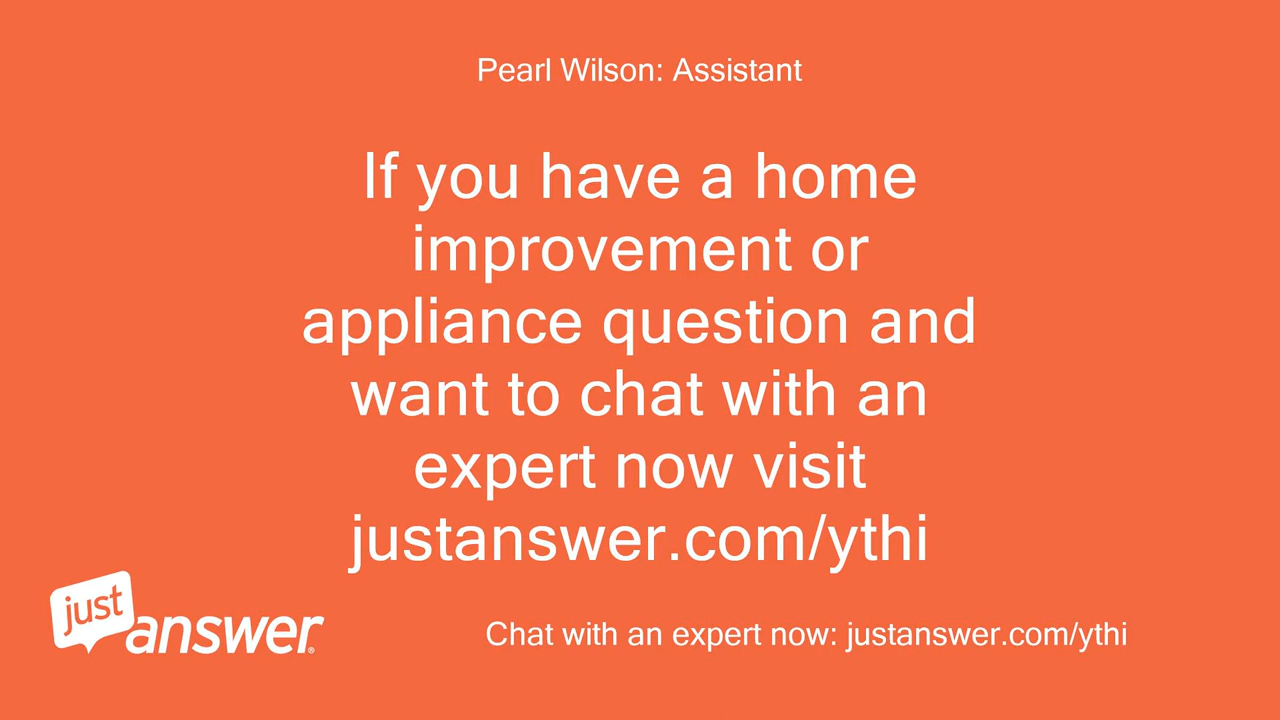 Pearl Wilson: Assistant
If you have a home
improvement or
appliance question and
want to chat with an
expert now visit
justanswer.com/ythi
just
answer®
Chat with an expert now: justanswer.com/ythi